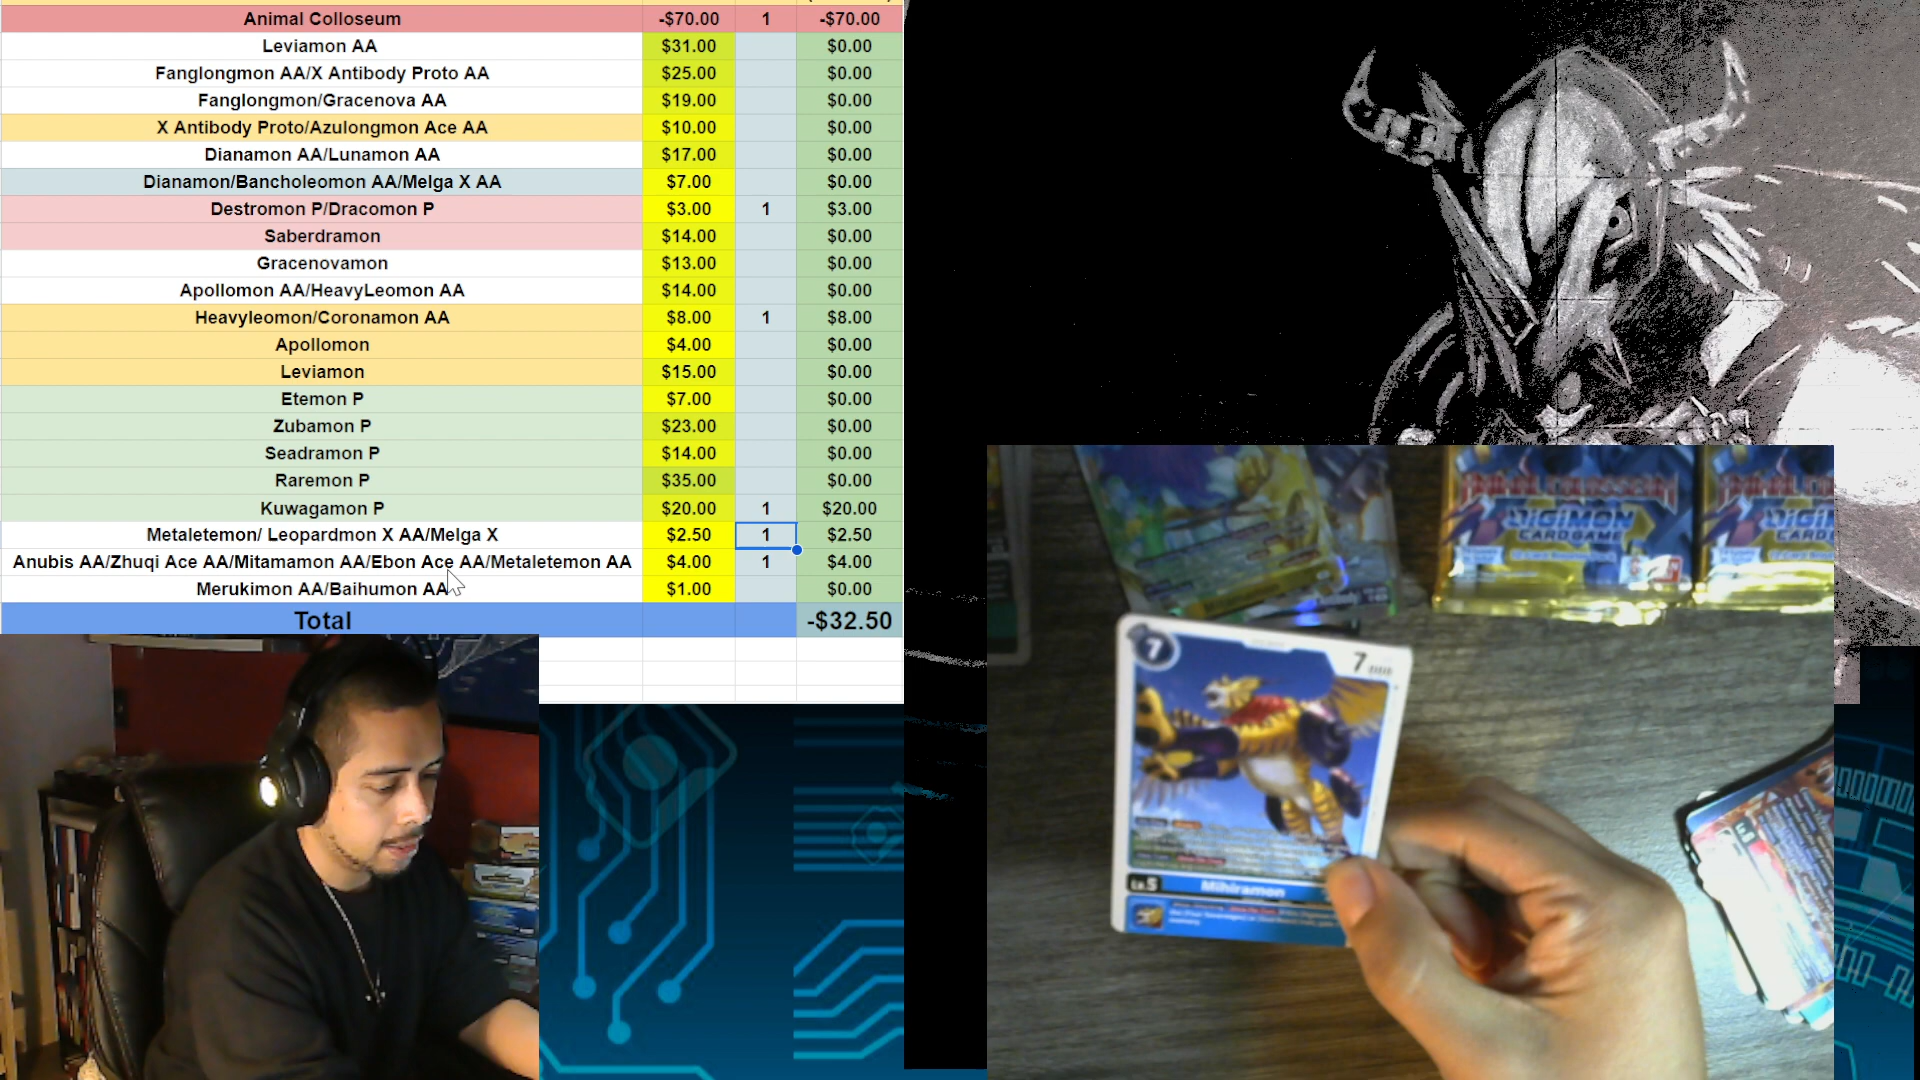 Animal Colloseum -$70.00 1 -$70.00
Leviamon AA $31.00 $0.00
Fanglongmon AA/X Antibody Proto AA $25.00 $0.00
Fanglongmon/Gracenova AA $19.00 $0.00
X Antibody Proto/Azulongmon Ace AA $10.00 $0.00
Dianamon AA/Lunamon AA $17.00 $0.00
Dianamon/Bancholeomon AA/Melga X AA $7.00 $0.00
Destromon P/Dracomon P $3.00 1 $3.00
Saberdramon $14.00 $0.00
Gracenovamon $13.00 $0.00
Apollomon AA/HeavyLeomon AA $14.00 $0.00
Heavyleomon/Coronamon AA $8.00 1 $8.00
Apollomon $4.00 $0.00
Leviamon $15.00 $0.00
Etemon P $7.00 $0.00
Zubamon P $23.00 $0.00
Seadramon P $14.00 $0.00
Raremon P $35.00 $0.00
Kuwagamon P $20.00 1 $20.00
Metaletemon/ Leopardmon X AA/Melga X $2.50 1 $2.50
Anubis AA/Zhuqi Ace AA/Mitamamon AA/Ebon Ace AA/Metaletemon AA $4.00 1 $4.00
Merukimon AA/Baihumon AA $1.00 $0.00
Total -$32.50
DIGIMON
CARD GAME
7
7
Lv.5 Mihiramon